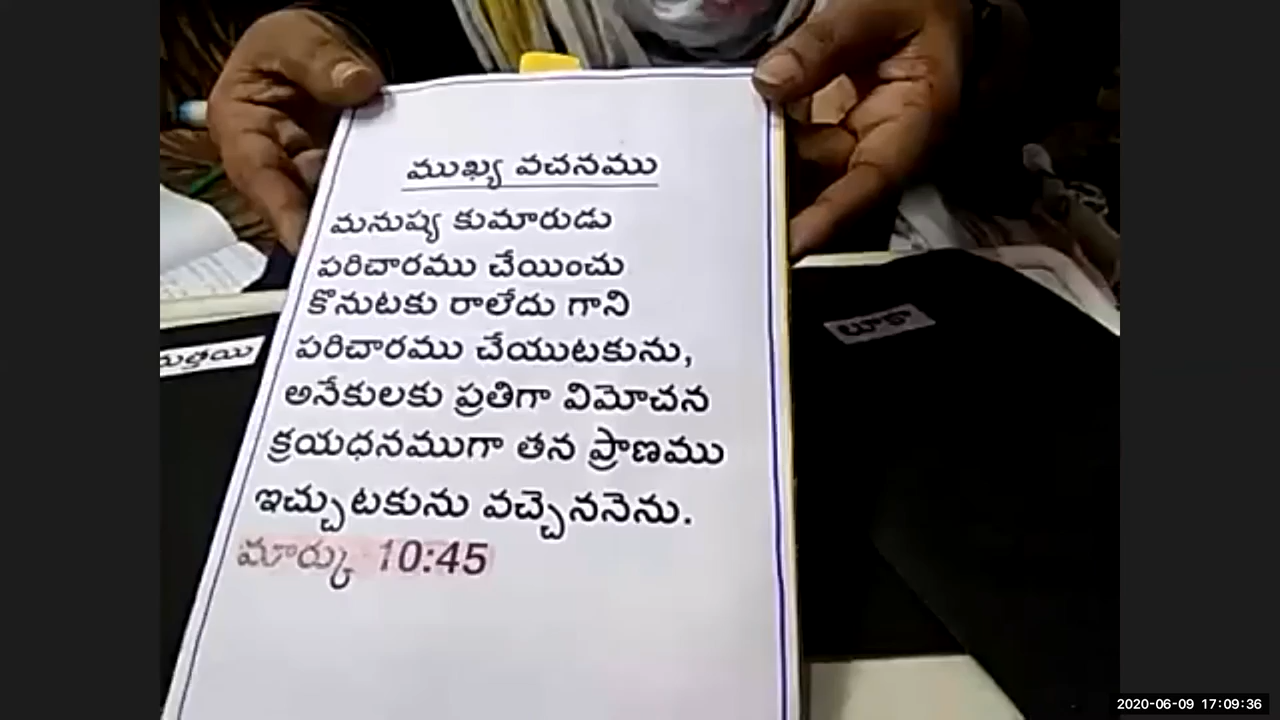 ముఖ్య వచనము
మనుష్య కుమారుడు
పరిచారము చేయించు
కొనుటకు రాలేదు గాని
పరిచారము చేయుటకును,
అనేకులకు ప్రతిగా విమోచన
క్రయధనముగా తన ప్రాణము
ఇచ్చుటకును వచ్చెననెను.
మార్కు 10:45
లూకా
2020-06-09 17:09:36